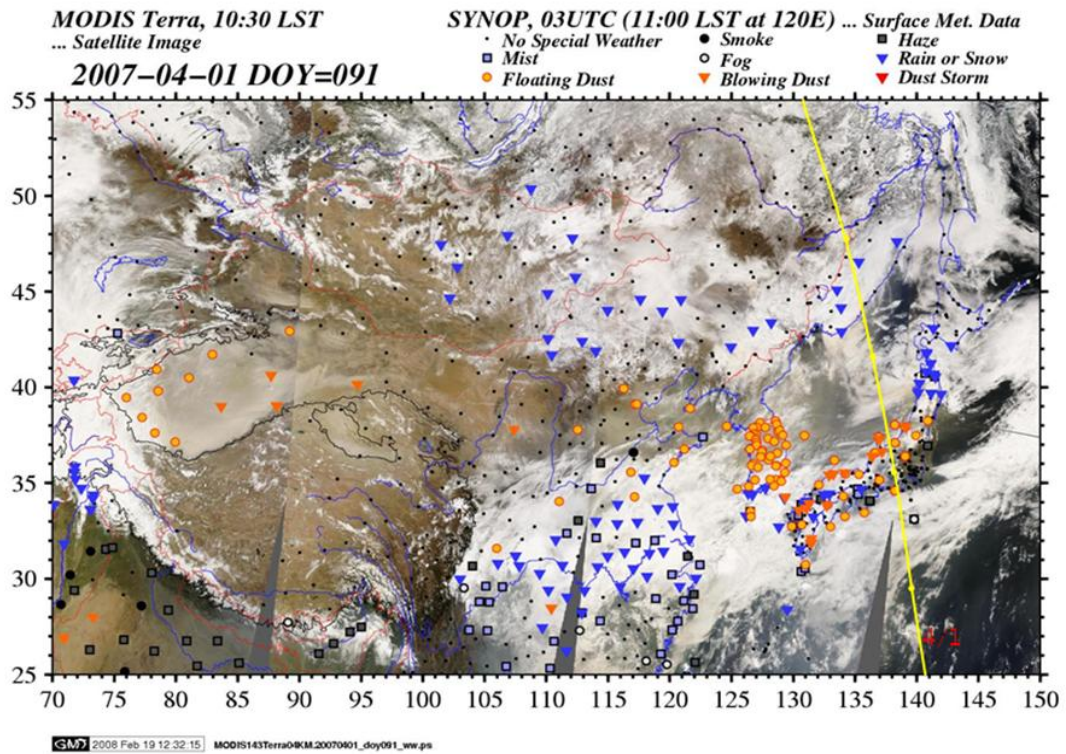 MODIS Terra, 10:30 LST
... Satellite Image
2007-04-01 DOY=091
SYNOP, 03UTC (11:00 LST at 120E) ... Surface Met. Data
No Special Weather
Smoke
Haze
Mist
Fog
Rain or Snow
Floating Dust
Blowing Dust
Dust Storm
55
50
45
40
35
30
25
4/1
70 75 80 85 90 95 100 105 110 115 120 125 130 135 140 145 150
GMT 2008 Feb 19 12:32:15 MODIS143Terra04KM.20070401_doy091_ww.ps